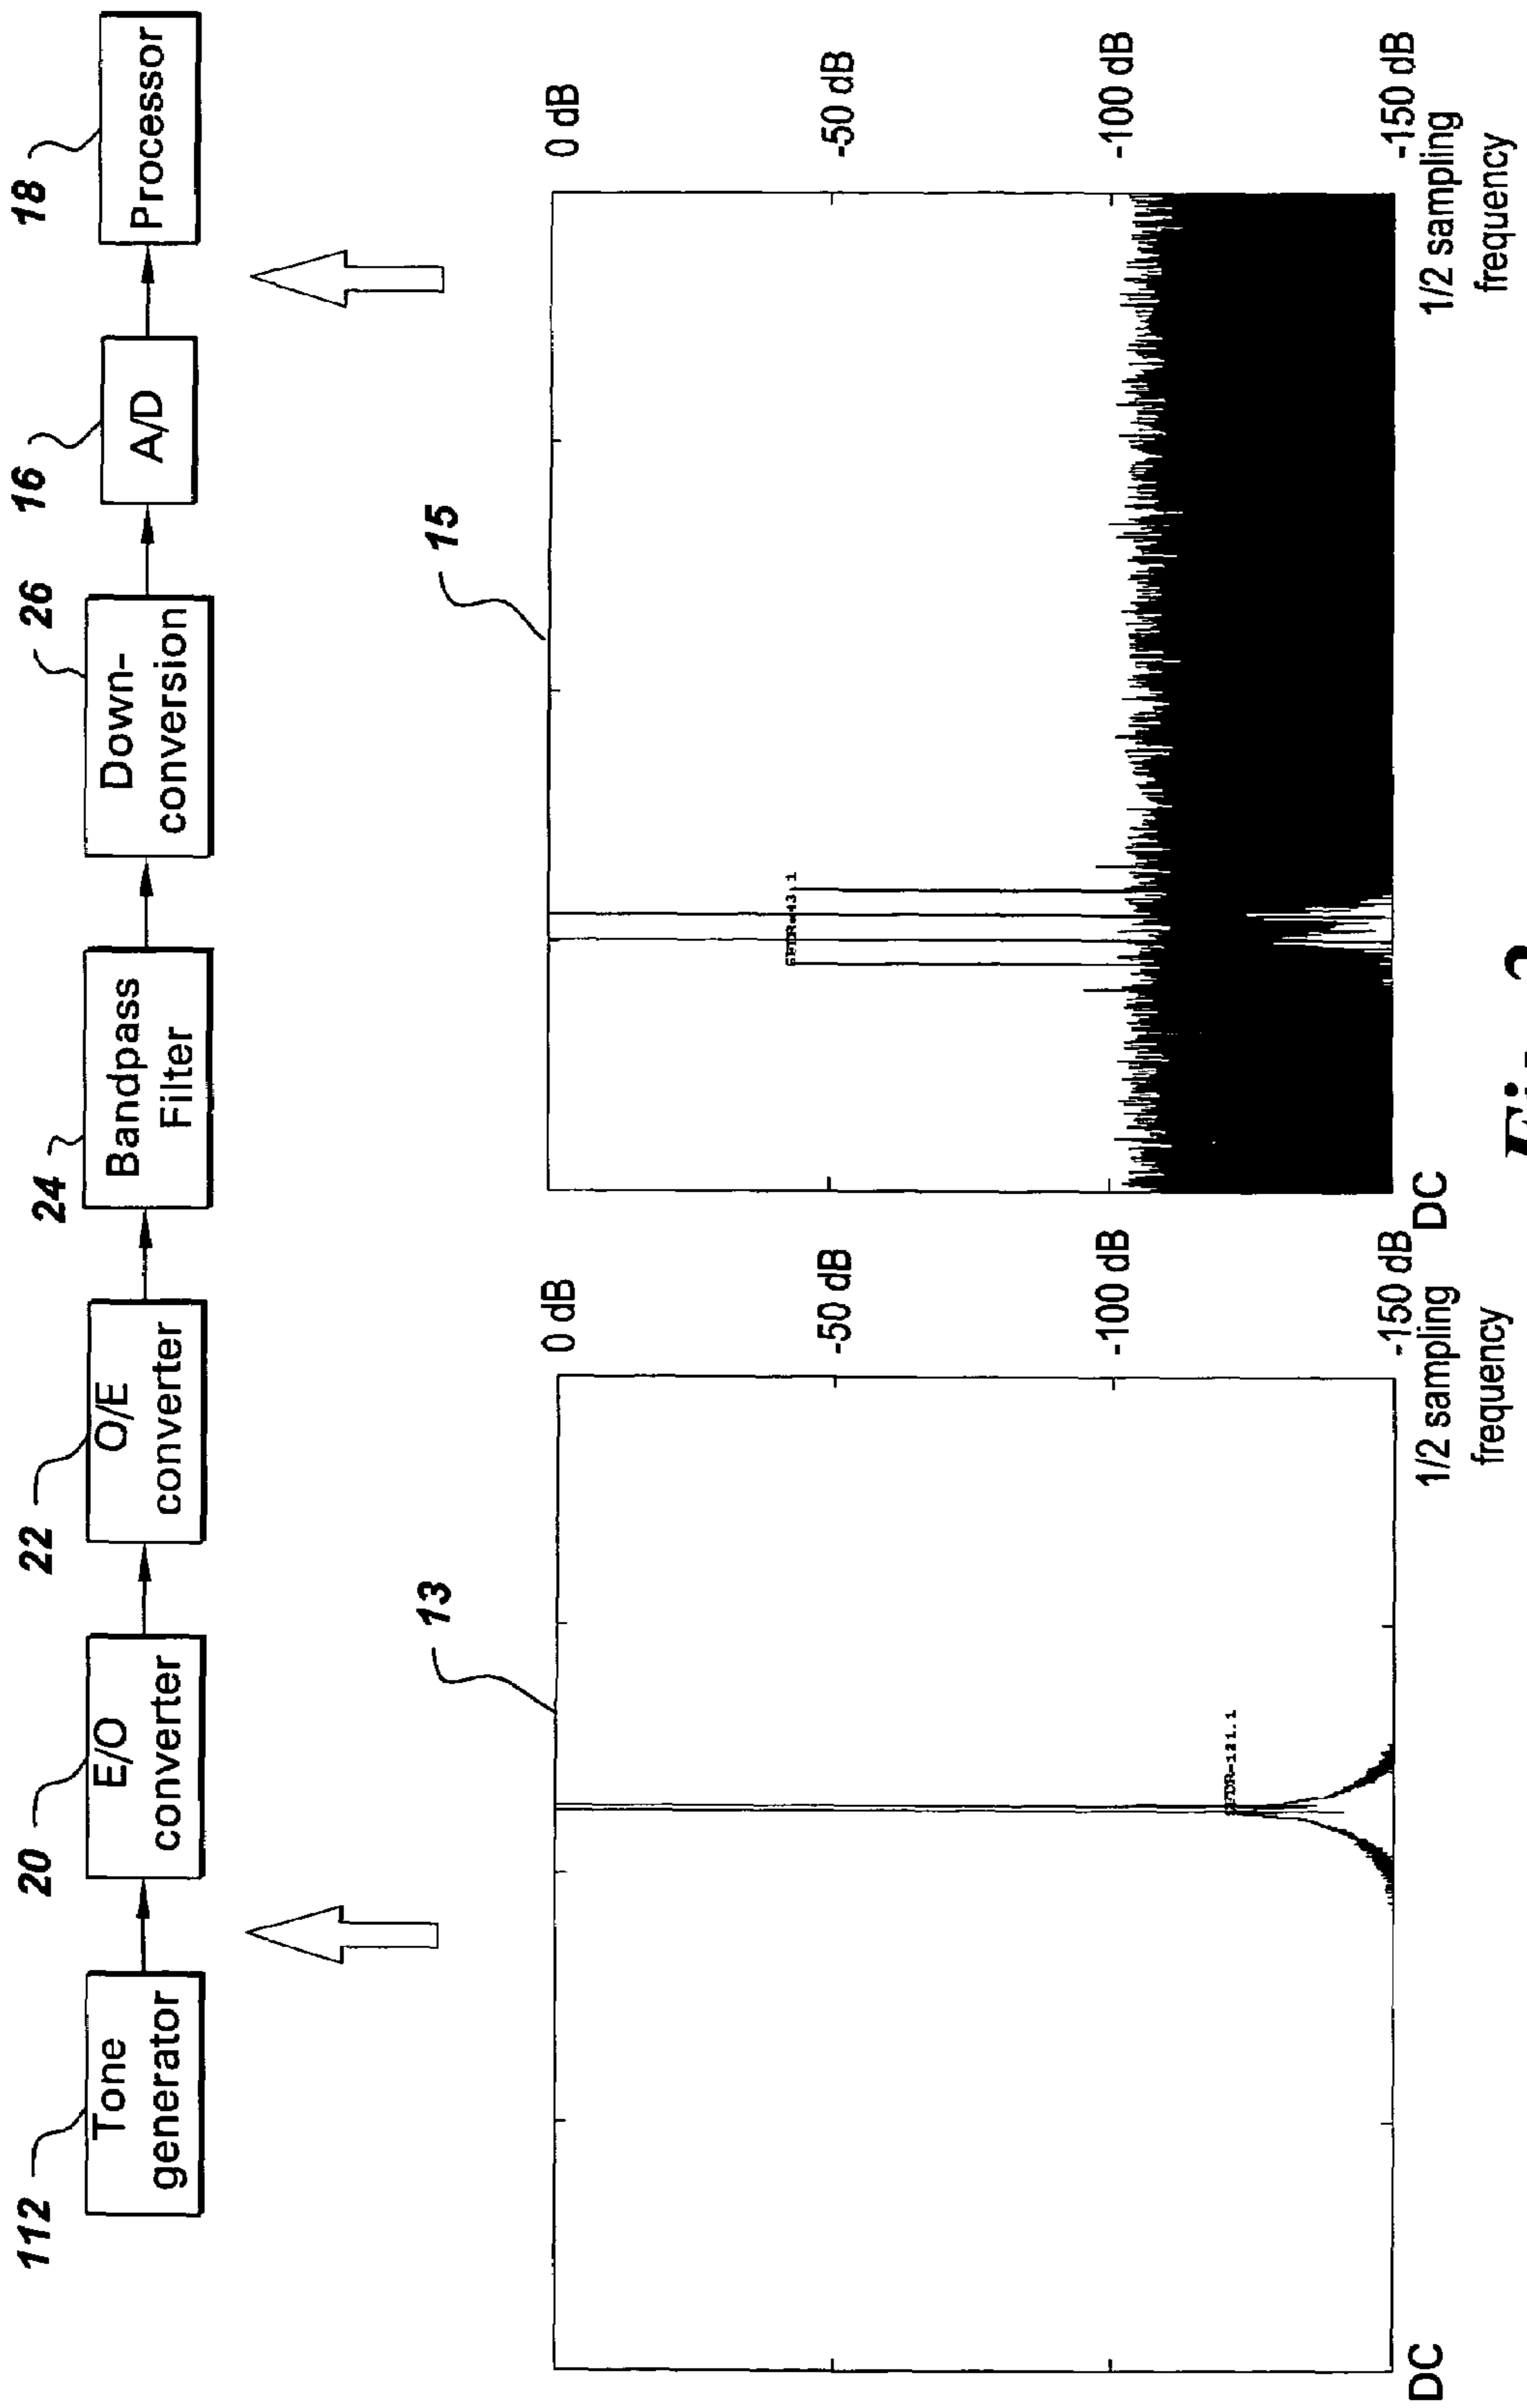 112
Tone
generator
20
E/O
converter
22
O/E
converter
24
Bandpass
Filter
26
Down-
conversion
16
A/D
18
Processor
13
0 dB
-50 dB
-100 dB
-150 dB
DC
1/2 sampling
frequency
15
0 dB
-50 dB
-100 dB
-150 dB
DC
1/2 sampling
frequency